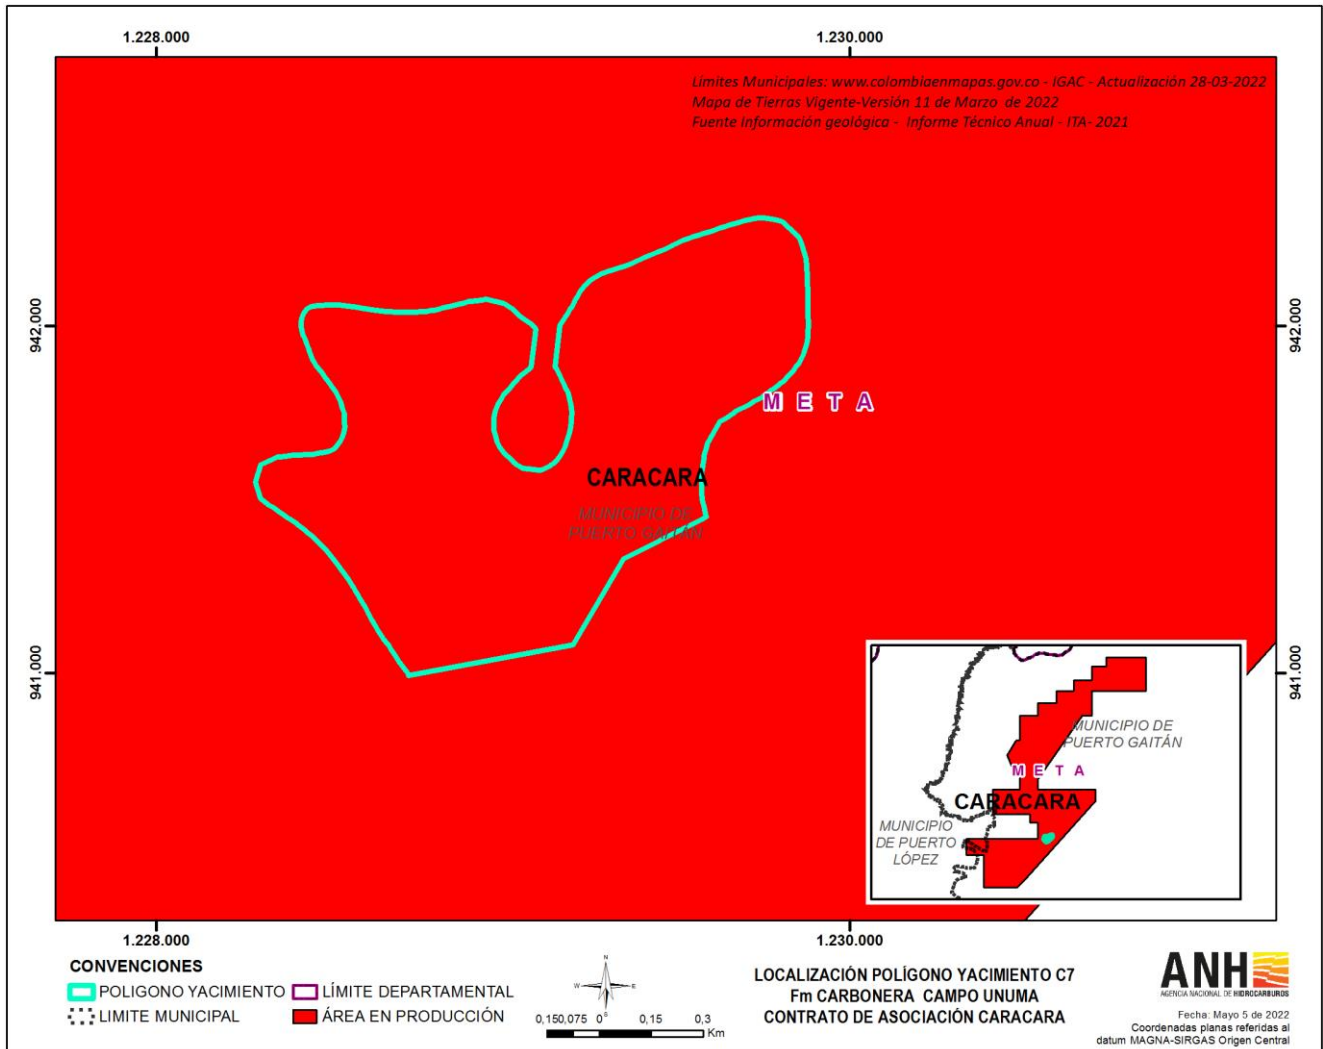 1.228.000
1.230.000
Límites Municipales: www.colombiaenmapas.gov.co - IGAC - Actualización 28-03-2022
Mapa de Tierras Vigente-Versión 11 de Marzo de 2022
Fuente Información geológica - Informe Técnico Anual - ITA- 2021
942.000
942.000
META
CARACARA
MUNICIPIO DE
PUERTO GAITÁN
941.000
941.000
MUNICIPIO DE
PUERTO GAITÁN
META
CARACARA
MUNICIPIO
DE PUERTO
LÓPEZ
1.228.000
1.230.000
CONVENCIONES
POLIGONO YACIMIENTO
LÍMITE DEPARTAMENTAL
LIMITE MUNICIPAL
ÁREA EN PRODUCCIÓN
N
W
E
S
0,150,075 0 0,15 0,3
Km
LOCALIZACIÓN POLÍGONO YACIMIENTO C7
Fm CARBONERA CAMPO UNUMA
CONTRATO DE ASOCIACIÓN CARACARA
ANH
AGENCIA NACIONAL DE HIDROCARBUROS
Fecha: Mayo 5 de 2022
Coordenadas planas referidas al
datum MAGNA-SIRGAS Origen Central